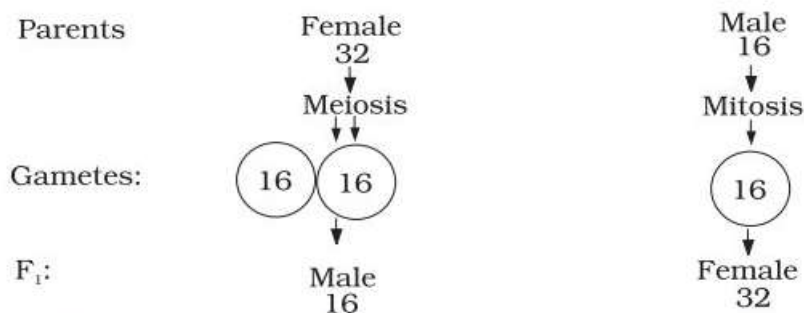 Parents Female Male
32 16
Meiosis Mitosis
Gametes: 16 16 16
F₁: Male Female
16 32